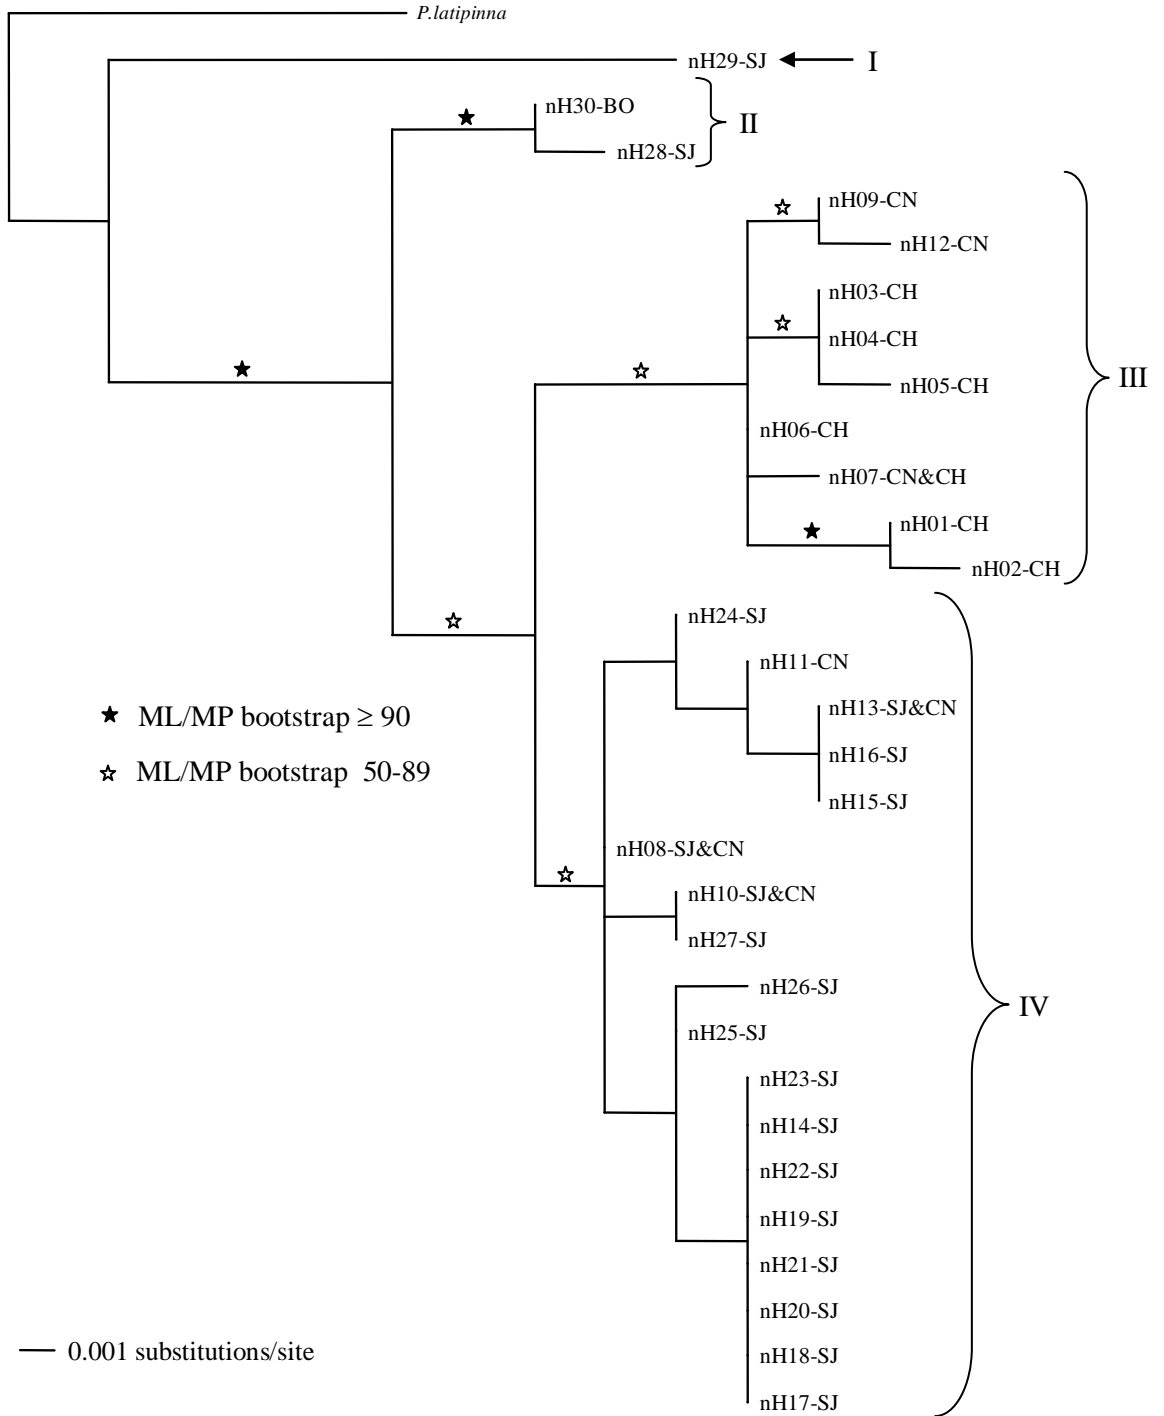 P.latipinna
nH29-SJ I
nH30-BO
II
nH28-SJ
nH09-CN
nH12-CN
nH03-CH
nH04-CH
III
nH05-CH
nH06-CH
nH07-CN&CH
nH01-CH
nH02-CH
nH24-SJ
nH11-CN
nH13-SJ&CN
★ ML/MP bootstrap ≥ 90
nH16-SJ
☆ ML/MP bootstrap 50-89
nH15-SJ
nH08-SJ&CN
nH10-SJ&CN
nH27-SJ
nH26-SJ
IV
nH25-SJ
nH23-SJ
nH14-SJ
nH22-SJ
nH19-SJ
nH21-SJ
nH20-SJ
0.001 substitutions/site
nH18-SJ
nH17-SJ